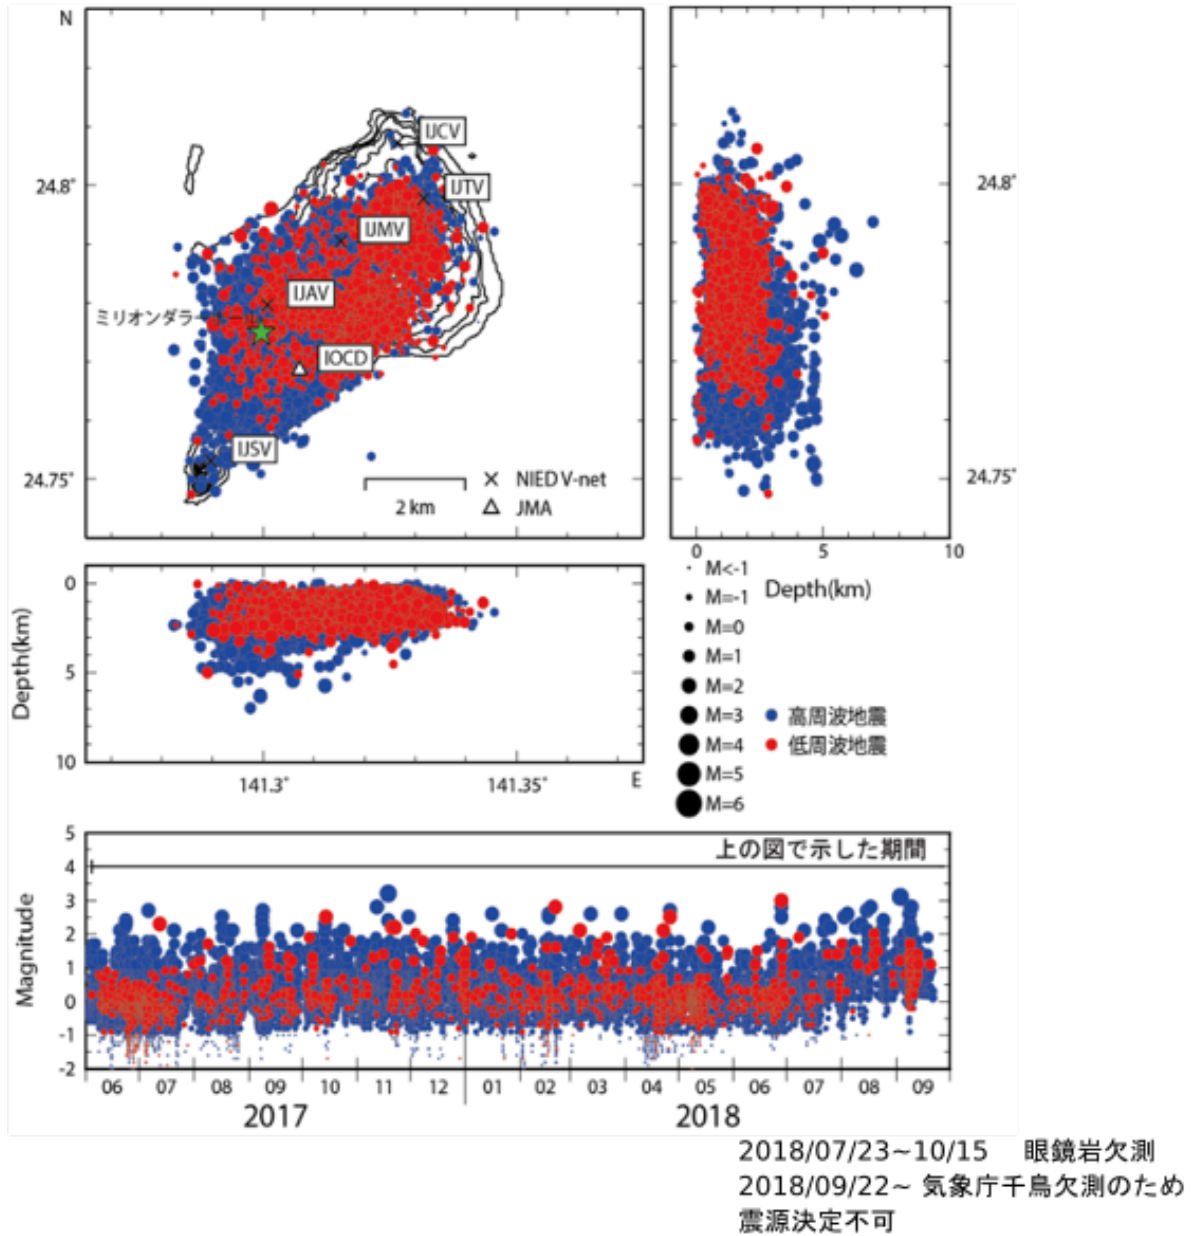 N
IJCV
24.8°
IJTV
24.8°
IJMV
IJAV
ミリオンダラー
IOCD
IJSV
24.75°
NIED V-net
24.75°
2 km
JMA
0 5 10
Depth(km)
M<-1
M=-1
M=0
M=1
M=2
M=3
高周波地震
M=4
低周波地震
M=5
M=6
0
5
10
Depth(km)
141.3° 141.35° E
上の図で示した期間
5
4
3
2
1
0
-1
-2
Magnitude
06 07 08 09 10 11 12 01 02 03 04 05 06 07 08 09
2017 2018
2018/07/23~10/15 眼鏡岩欠測
2018/09/22~ 気象庁千鳥欠測のため
震源決定不可